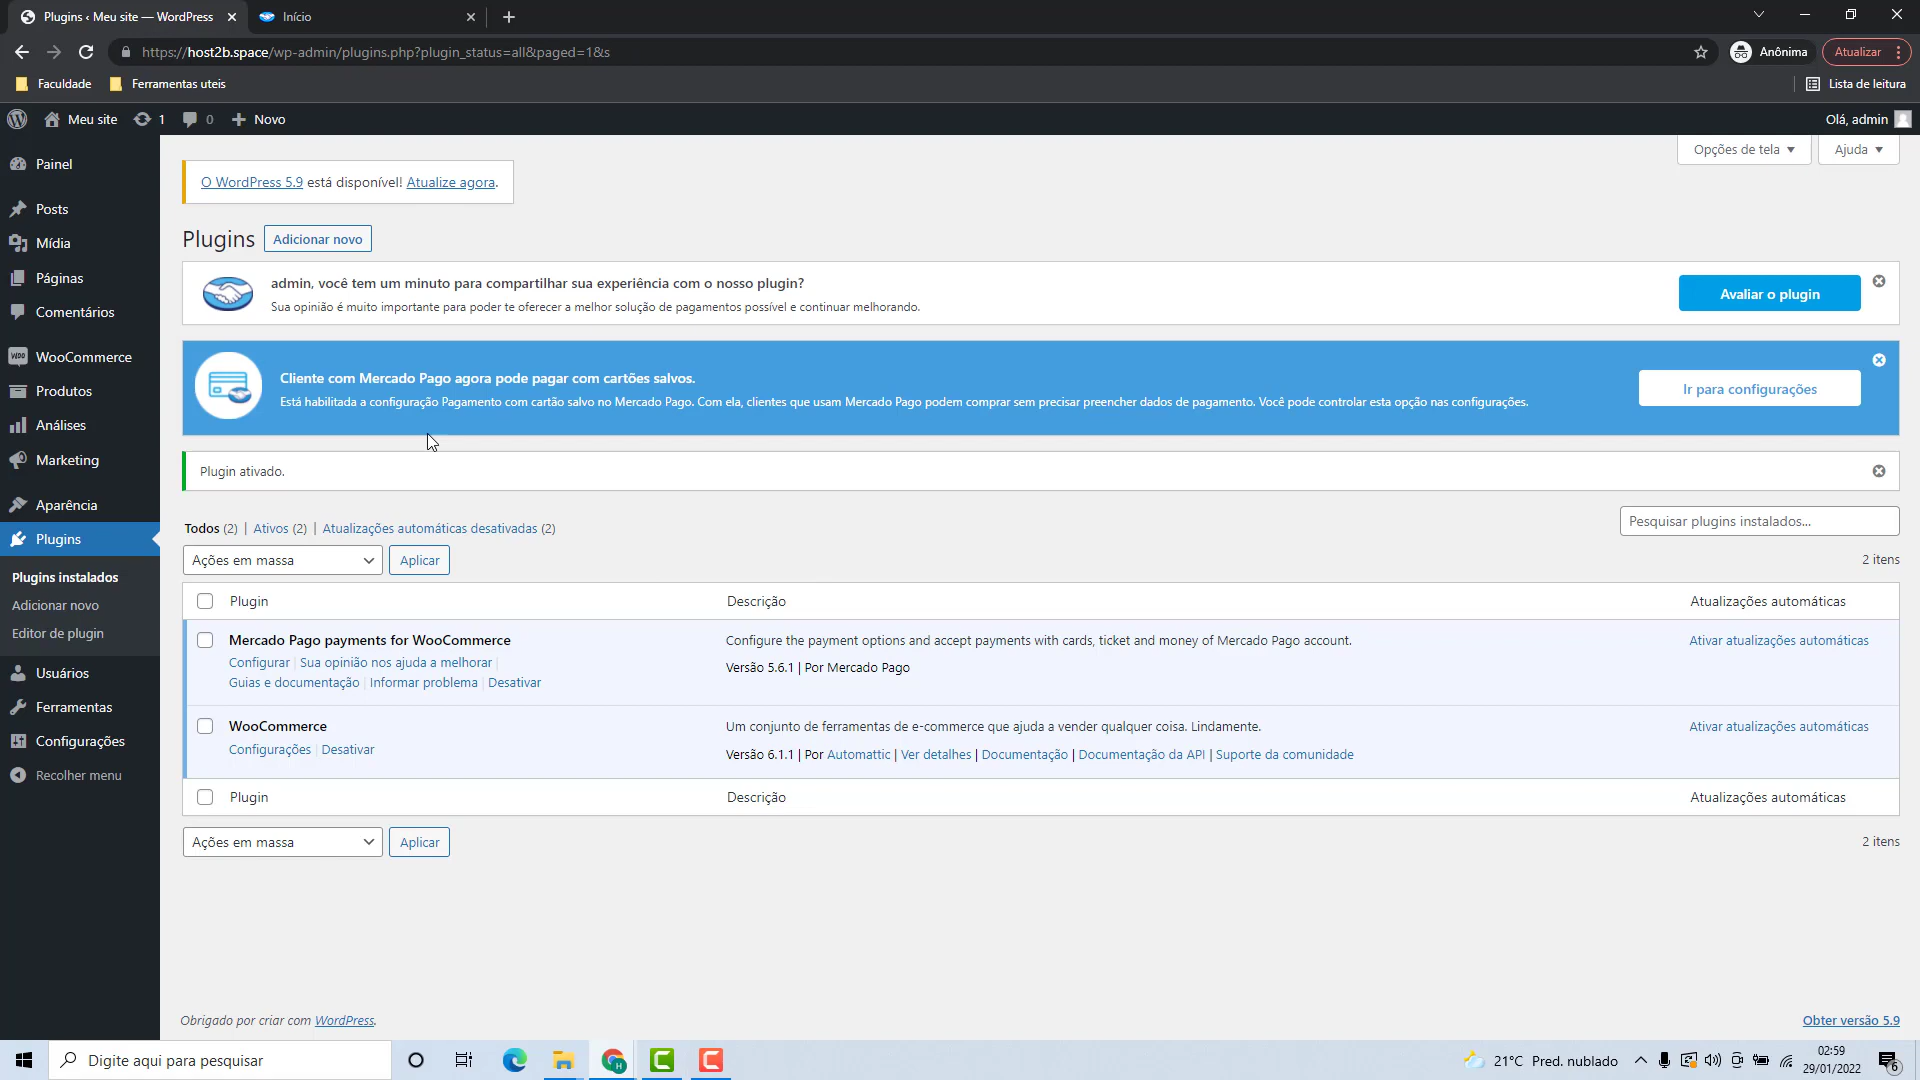 Plugins ‹ Meu site — WordPress
Início
https://host2b.space/wp-admin/plugins.php?plugin_status=all&paged=1&s
Anônima
Atualizar
Faculdade
Ferramentas uteis
Lista de leitura
Meu site
1
0
Novo
Olá, admin
Painel
Posts
Mídia
Páginas
Comentários
WooCommerce
Produtos
Análises
Marketing
Aparência
Plugins
Plugins instalados
Adicionar novo
Editor de plugin
Usuários
Ferramentas
Configurações
Recolher menu
Opções de tela
Ajuda
O WordPress 5.9 está disponível! Atualize agora.
Plugins
Adicionar novo
admin, você tem um minuto para compartilhar sua experiência com o nosso plugin?
Sua opinião é muito importante para poder te oferecer a melhor solução de pagamentos possível e continuar melhorando.
Avaliar o plugin
Cliente com Mercado Pago agora pode pagar com cartões salvos.
Está habilitada a configuração Pagamento com cartão salvo no Mercado Pago. Com ela, clientes que usam Mercado Pago podem comprar sem precisar preencher dados de pagamento. Você pode controlar esta opção nas configurações.
Ir para configurações
Plugin ativado.
Todos (2) | Ativos (2) | Atualizações automáticas desativadas (2)
Pesquisar plugins instalados...
Ações em massa
Aplicar
2 itens
Plugin
Descrição
Atualizações automáticas
Mercado Pago payments for WooCommerce
Configurar | Sua opinião nos ajuda a melhorar |
Guias e documentação | Informar problema | Desativar
Configure the payment options and accept payments with cards, ticket and money of Mercado Pago account.
Versão 5.6.1 | Por Mercado Pago
Ativar atualizações automáticas
WooCommerce
Configurações | Desativar
Um conjunto de ferramentas de e-commerce que ajuda a vender qualquer coisa. Lindamente.
Versão 6.1.1 | Por Automattic | Ver detalhes | Documentação | Documentação da API | Suporte da comunidade
Ativar atualizações automáticas
Plugin
Descrição
Atualizações automáticas
Ações em massa
Aplicar
2 itens
Obrigado por criar com WordPress.
Obter versão 5.9
Digite aqui para pesquisar
21°C Pred. nublado
02:59
29/01/2022
6